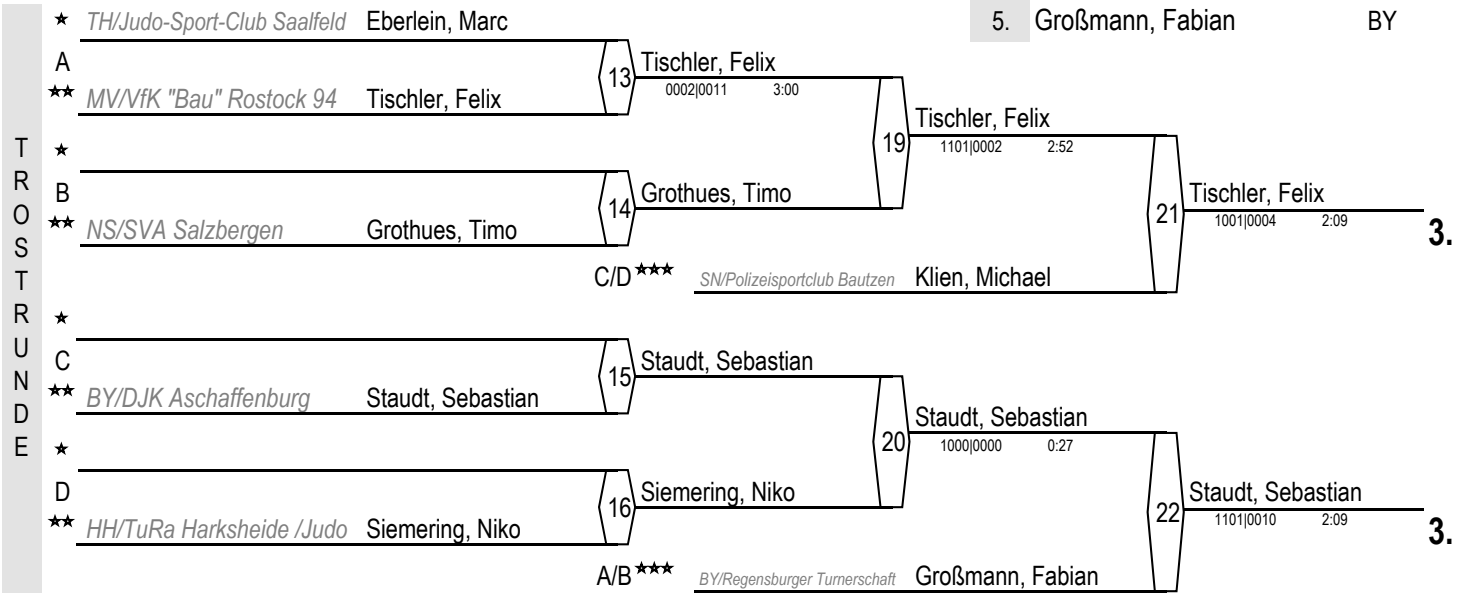 TROSTRUNDE
TH/Judo-Sport-Club Saalfeld Eberlein, Marc
5. Großmann, Fabian BY
A
13 Tischler, Felix
0002|0011 3:00
MV/VfK "Bau" Rostock 94 Tischler, Felix
19 Tischler, Felix
1101|0002 2:52
B
14 Grothues, Timo
NS/SVA Salzbergen Grothues, Timo
21 Tischler, Felix
1001|0004 2:09
3.
C/D SN/Polizeisportclub Bautzen Klien, Michael
C
15 Staudt, Sebastian
BY/DJK Aschaffenburg Staudt, Sebastian
20 Staudt, Sebastian
1000|0000 0:27
D
16 Siemering, Niko
HH/TuRa Harksheide /Judo Siemering, Niko
22 Staudt, Sebastian
1101|0010 2:09
3.
A/B BY/Regensburger Turnerschaft Großmann, Fabian